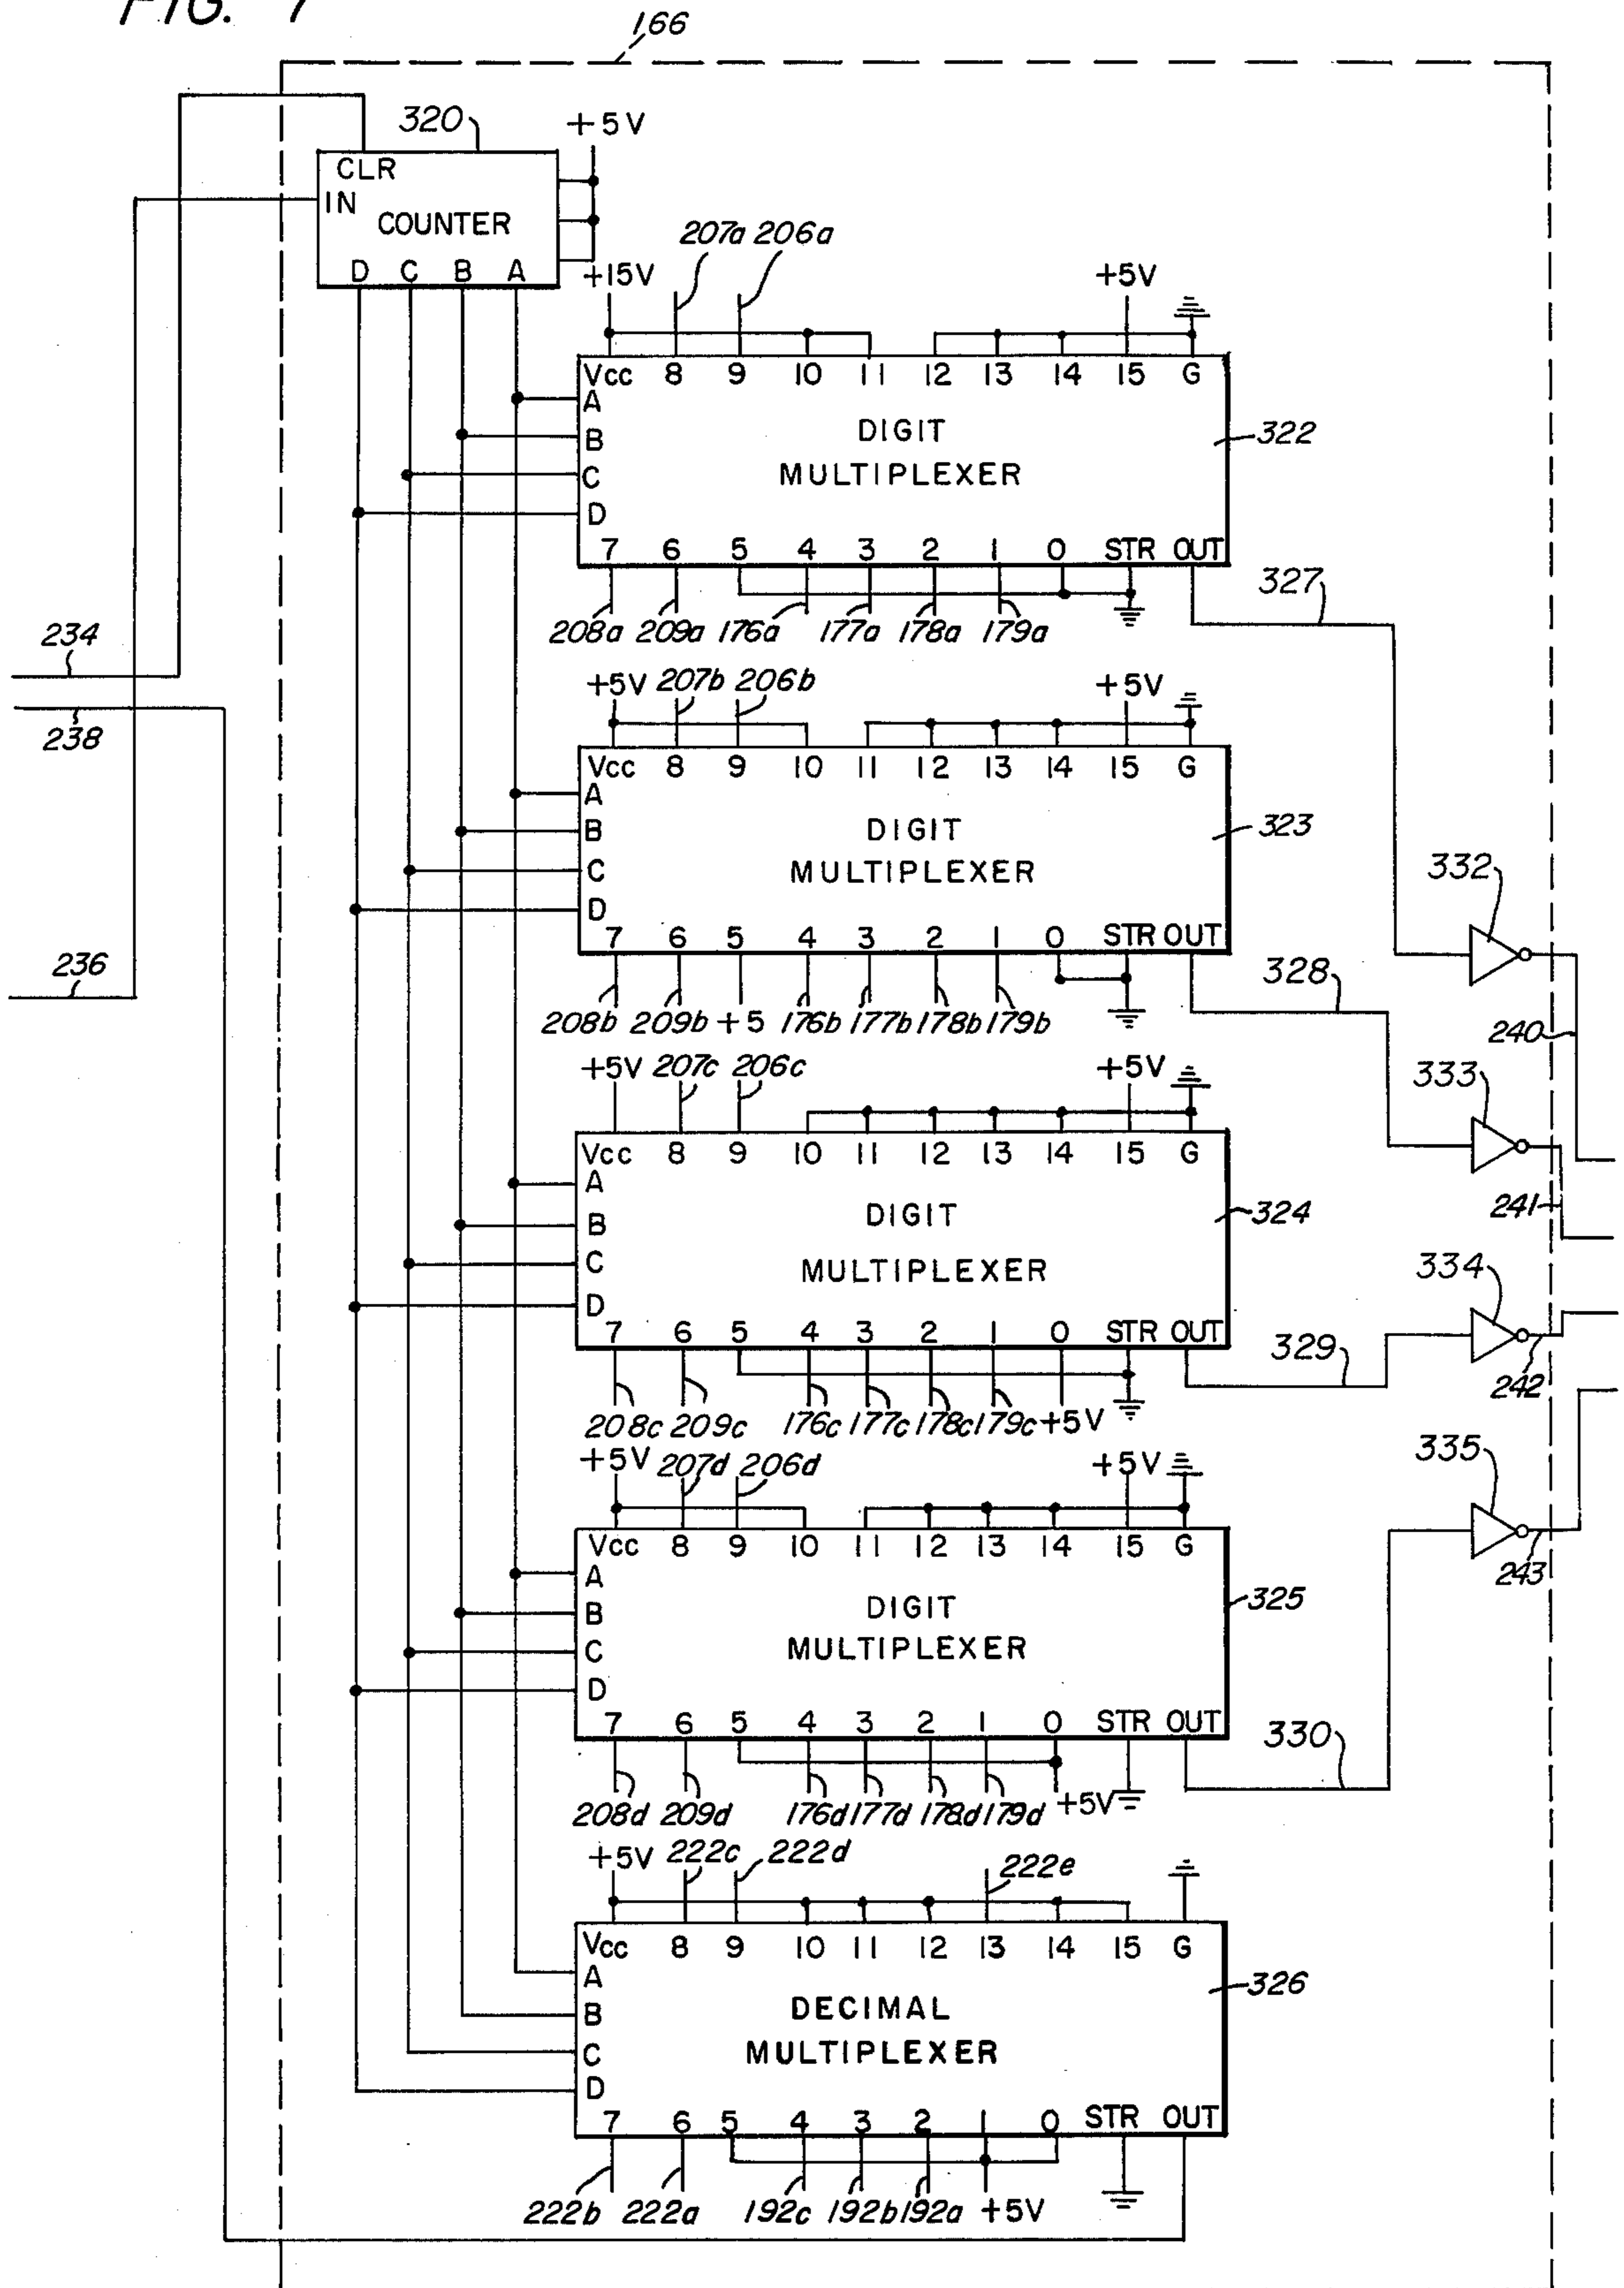 FIG. 7
166
320
+5V
CLR
IN
COUNTER
D C B A
207a 206a
+15V +5V
Vcc 8 9 10 11 12 13 14 15 G
A
B
C
D
DIGIT
MULTIPLEXER
322
7 6 5 4 3 2 1 0 STR OUT
208a 209a 176a 177a 178a 179a
327
234
238
236
+5V 207b 206b +5V
Vcc 8 9 10 11 12 13 14 15 G
A
B
C
D
DIGIT
MULTIPLEXER
323
7 6 5 4 3 2 1 0 STR OUT
208b 209b +5 176b 177b 178b 179b
328
332
240
+5V 207c 206c +5V
Vcc 8 9 10 11 12 13 14 15 G
A
B
C
D
DIGIT
MULTIPLEXER
324
333
241
7 6 5 4 3 2 1 0 STR OUT
208c 209c 176c 177c 178c 179c +5V
329
334
242
+5V 207d 206d +5V
Vcc 8 9 10 11 12 13 14 15 G
A
B
C
D
DIGIT
MULTIPLEXER
325
335
243
7 6 5 4 3 2 1 0 STR OUT
208d 209d 176d 177d 178d 179d +5V
330
+5V 222c 222d 222e
Vcc 8 9 10 11 12 13 14 15 G
A
B
C
D
DECIMAL
MULTIPLEXER
326
7 6 5 4 3 2 1 0 STR OUT
222b 222a 192c 192b 192a +5V